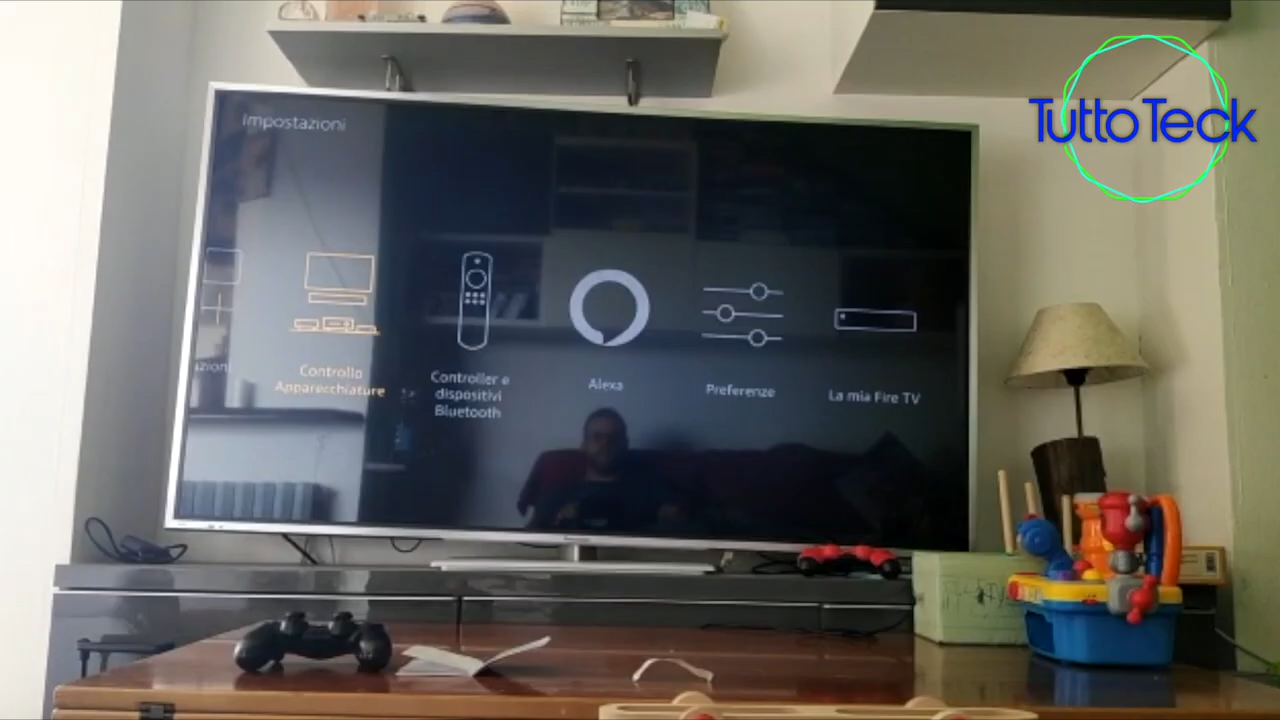 TuttoTeck
Impostazioni
zioni
Controllo
Apparecchiature
Controller e
dispositivi
Bluetooth
Alexa
Preferenze
La mia Fire TV